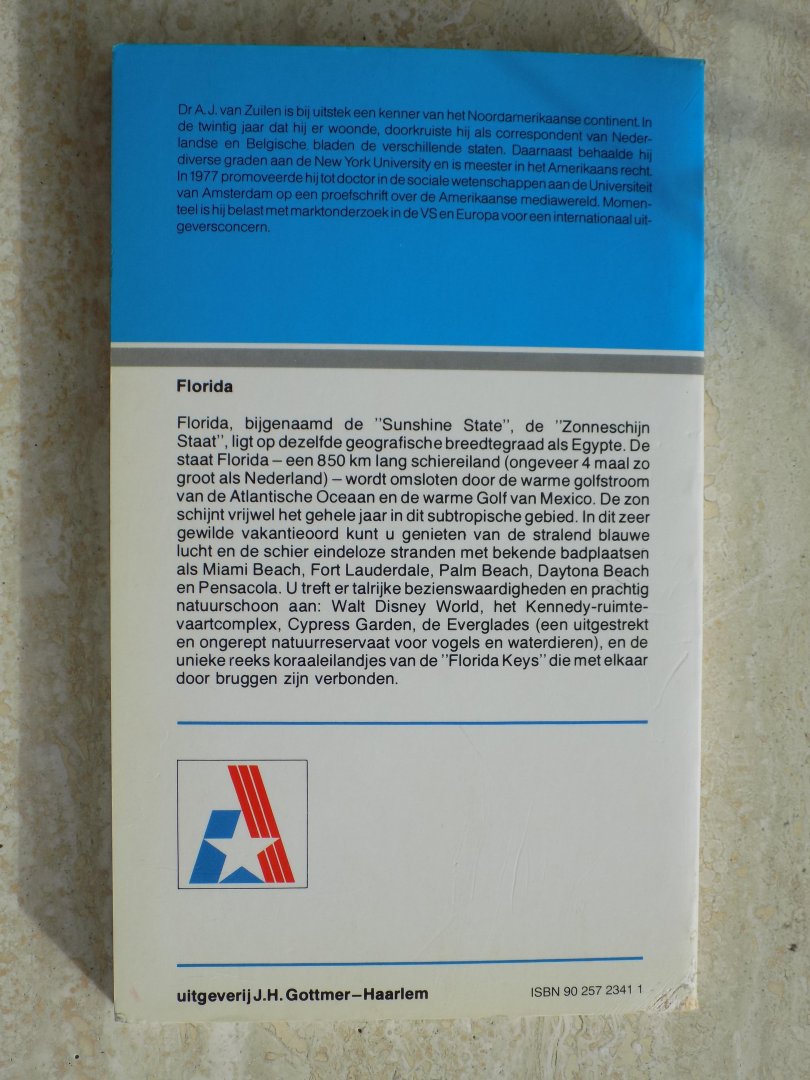 Dr A.J. van Zuilen is bij uitstek een kenner van het Noordamerikaanse continent. In
de twintig jaar dat hij er woonde, doorkruiste hij als correspondent van Neder-
landse en Belgische bladen de verschillende staten. Daarnaast behaalde hij
diverse graden aan de New York University en is meester in het Amerikaans recht.
In 1977 promoveerde hij tot doctor in de sociale wetenschappen aan de Universiteit
van Amsterdam op een proefschrift over de Amerikaanse mediawereld. Momen-
teel is hij belast met marktonderzoek in de VS en Europa voor een internationaal uit-
geversconcern.
Florida
Florida, bijgenaamd de "Sunshine State", de "Zonneschijn
Staat", ligt op dezelfde geografische breedtegraad als Egypte. De
staat Florida – een 850 km lang schiereiland (ongeveer 4 maal zo
groot als Nederland) – wordt omsloten door de warme golfstroom
van de Atlantische Oceaan en de warme Golf van Mexico. De zon
schijnt vrijwel het gehele jaar in dit subtropische gebied. In dit zeer
gewilde vakantieoord kunt u genieten van de stralend blauwe
lucht en de schier eindeloze stranden met bekende badplaatsen
als Miami Beach, Fort Lauderdale, Palm Beach, Daytona Beach
en Pensacola. U treft er talrijke bezienswaardigheden en prachtig
natuurschoon aan: Walt Disney World, het Kennedy-ruimte-
vaartcomplex, Cypress Garden, de Everglades (een uitgestrekt
en ongerept natuurreservaat voor vogels en waterdieren), en de
unieke reeks koraaleilandjes van de "Florida Keys" die met elkaar
door bruggen zijn verbonden.
uitgeverij J.H. Gottmer–Haarlem
ISBN 90 257 2341 1